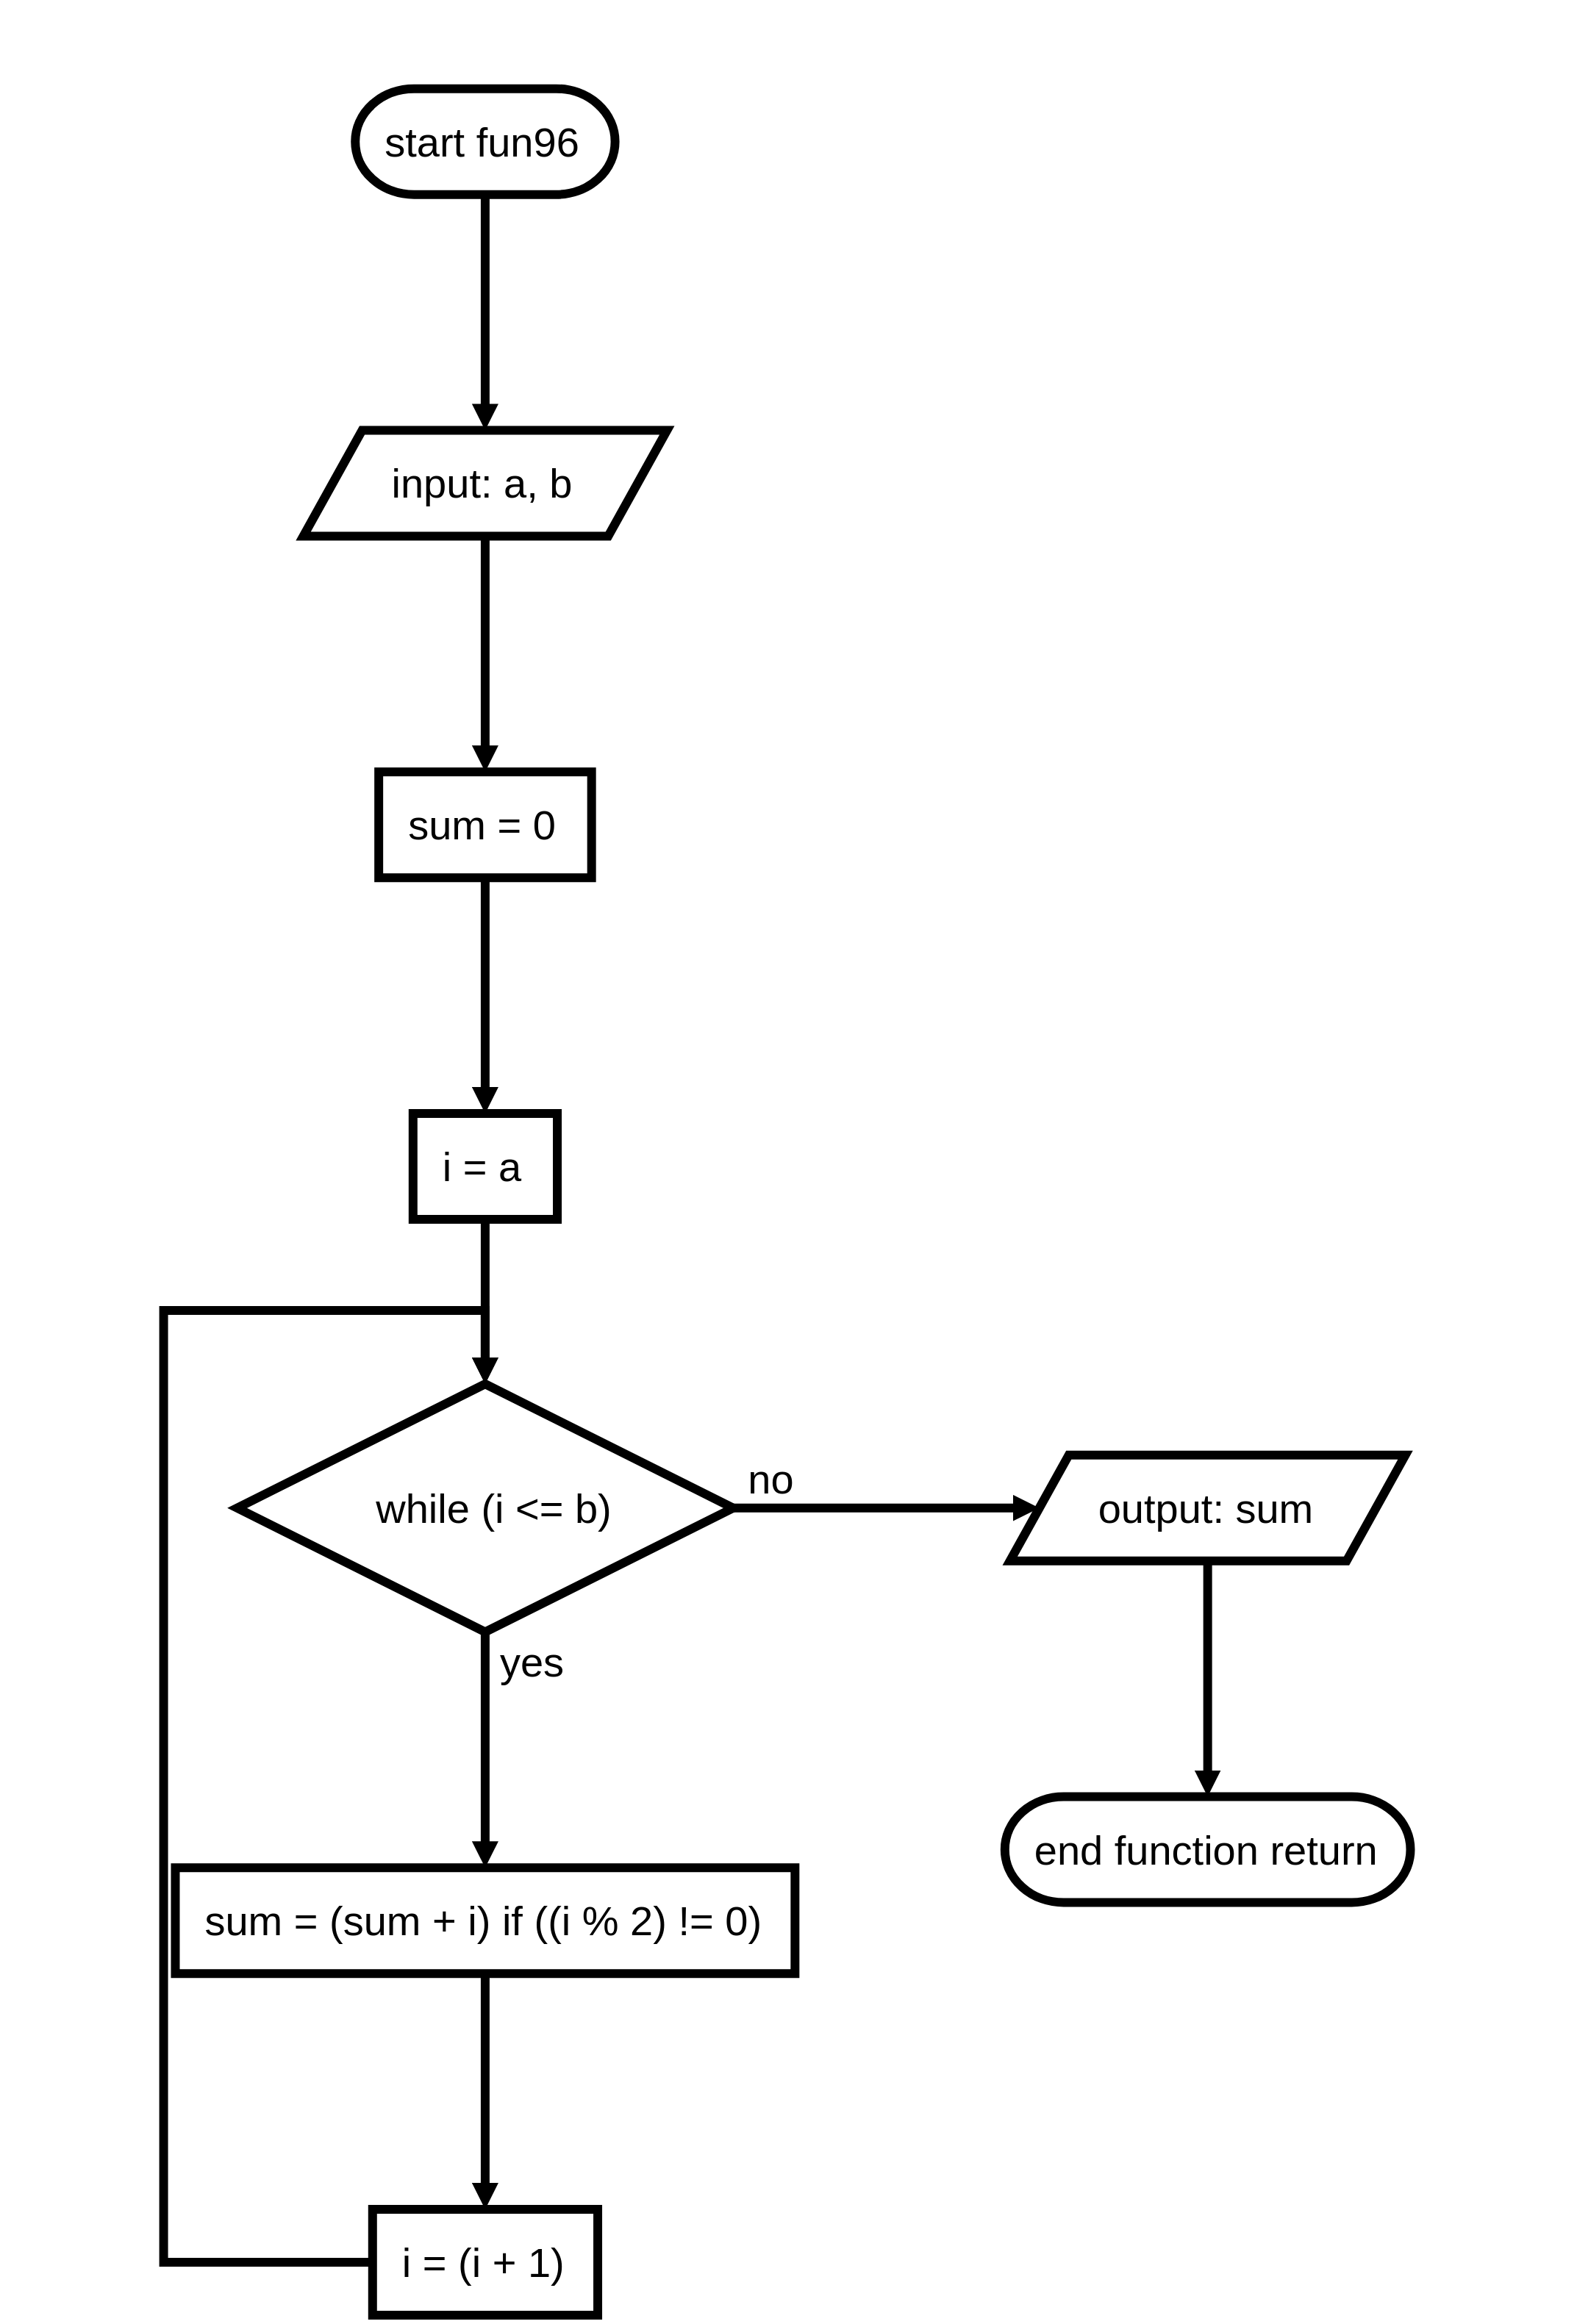 start fun96
input: a, b
sum = 0
i = a
while (i <= b)
no
output: sum
yes
end function return
sum = (sum + i) if ((i % 2) != 0)
i = (i + 1)